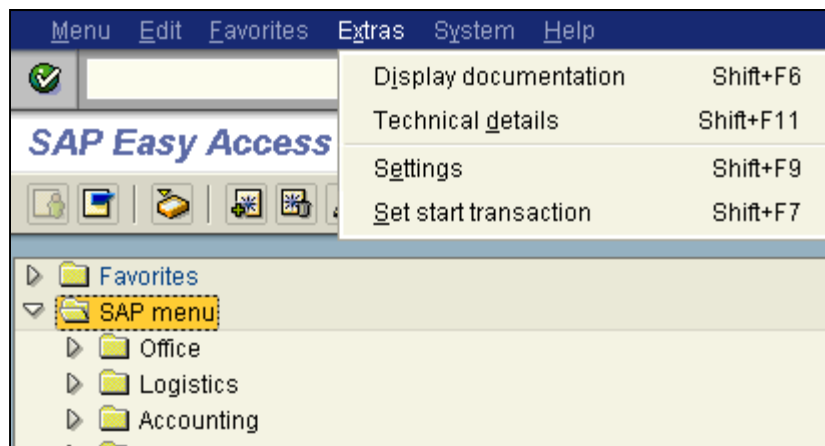 Menu Edit Favorites Extras System Help
Display documentation Shift+F6
Technical details Shift+F11
SAP Easy Access
Settings Shift+F9
Set start transaction Shift+F7
Favorites
SAP menu
Office
Logistics
Accounting